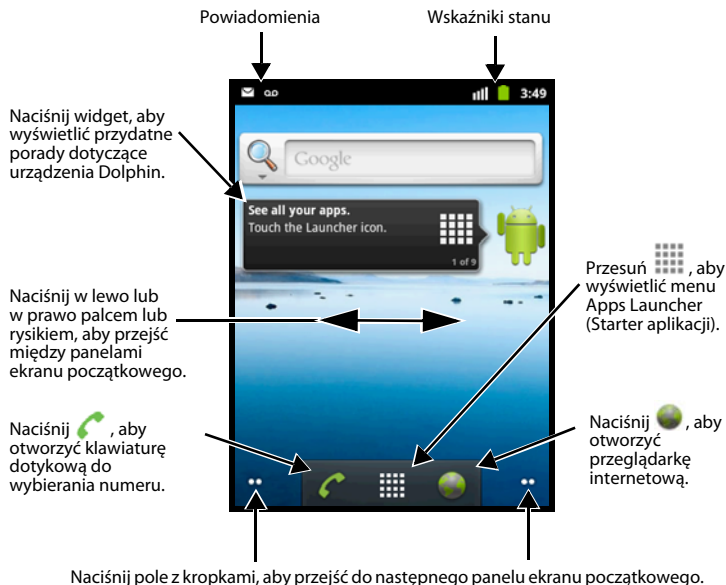 Powiadomienia
Wskaźniki stanu
3:49
Naciśnij widget, aby
wyświetlić przydatne
porady dotyczące
urządzenia Dolphin.
Google
See all your apps.
Touch the Launcher icon.
1 of 9
Przesuń , aby
wyświetlić menu
Apps Launcher
(Starter aplikacji).
Naciśnij w lewo lub
w prawo palcem lub
rysikiem, aby przejść
między panelami
ekranu początkowego.
Naciśnij , aby
otworzyć klawiaturę
dotykową do
wybierania numeru.
Naciśnij , aby
otworzyć
przeglądarkę
internetową.
Naciśnij pole z kropkami, aby przejść do następnego panelu ekranu początkowego.